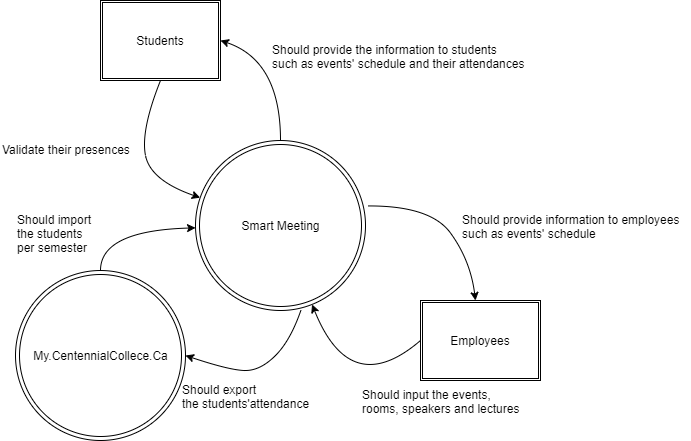 Students
Should provide the information to students
such as events' schedule and their attendances
Validate their presences
Smart Meeting
Should import
the students
per semester
Should provide information to employees
such as events' schedule
Employees
My.CentennialCollece.Ca
Should export
the students'attendance
Should input the events,
rooms, speakers and lectures